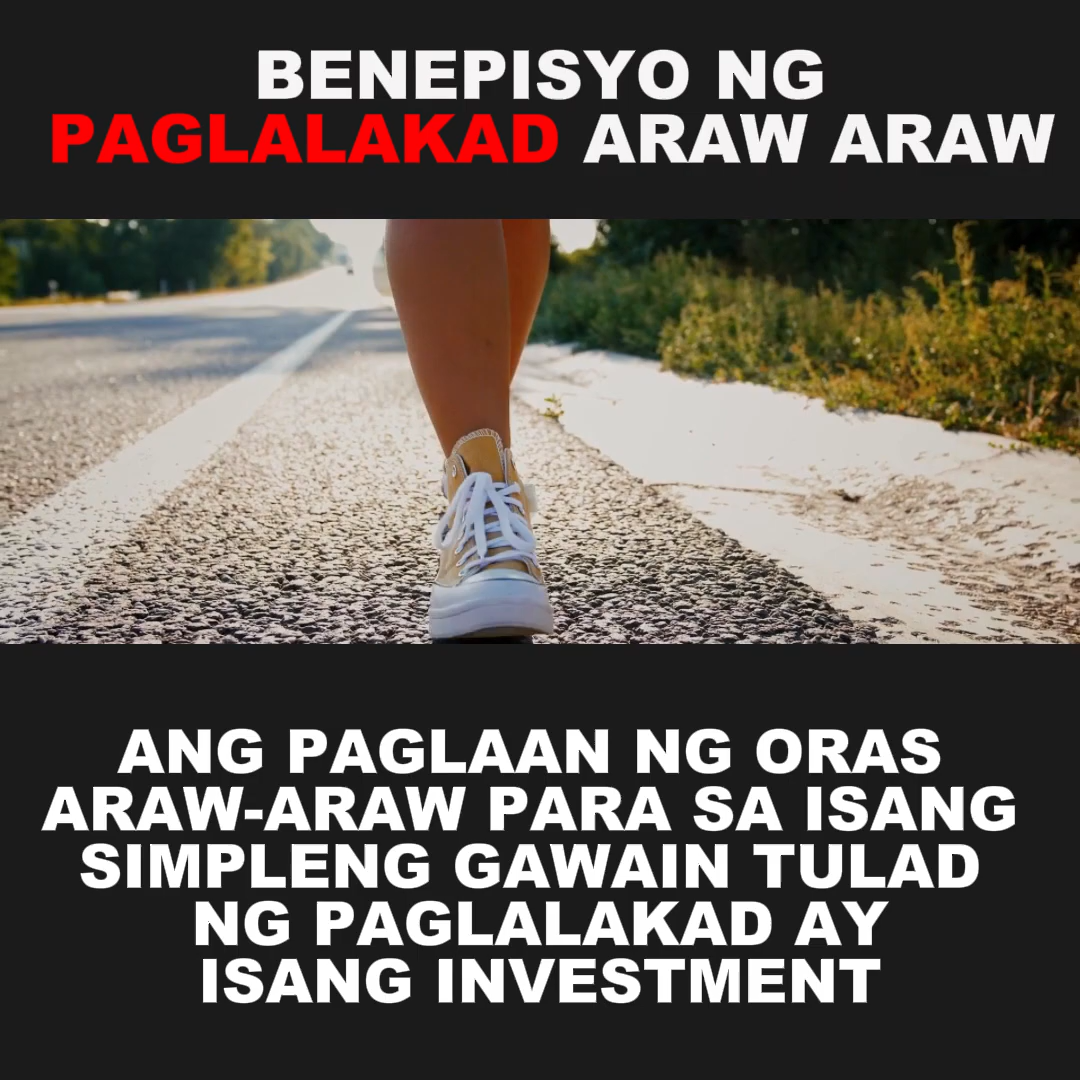 BENEPISYO NG
PAGLALAKAD ARAW ARAW
ANG PAGLAAN NG ORAS
ARAW-ARAW PARA SA ISANG
SIMPLENG GAWAIN TULAD
NG PAGLALAKAD AY
ISANG INVESTMENT